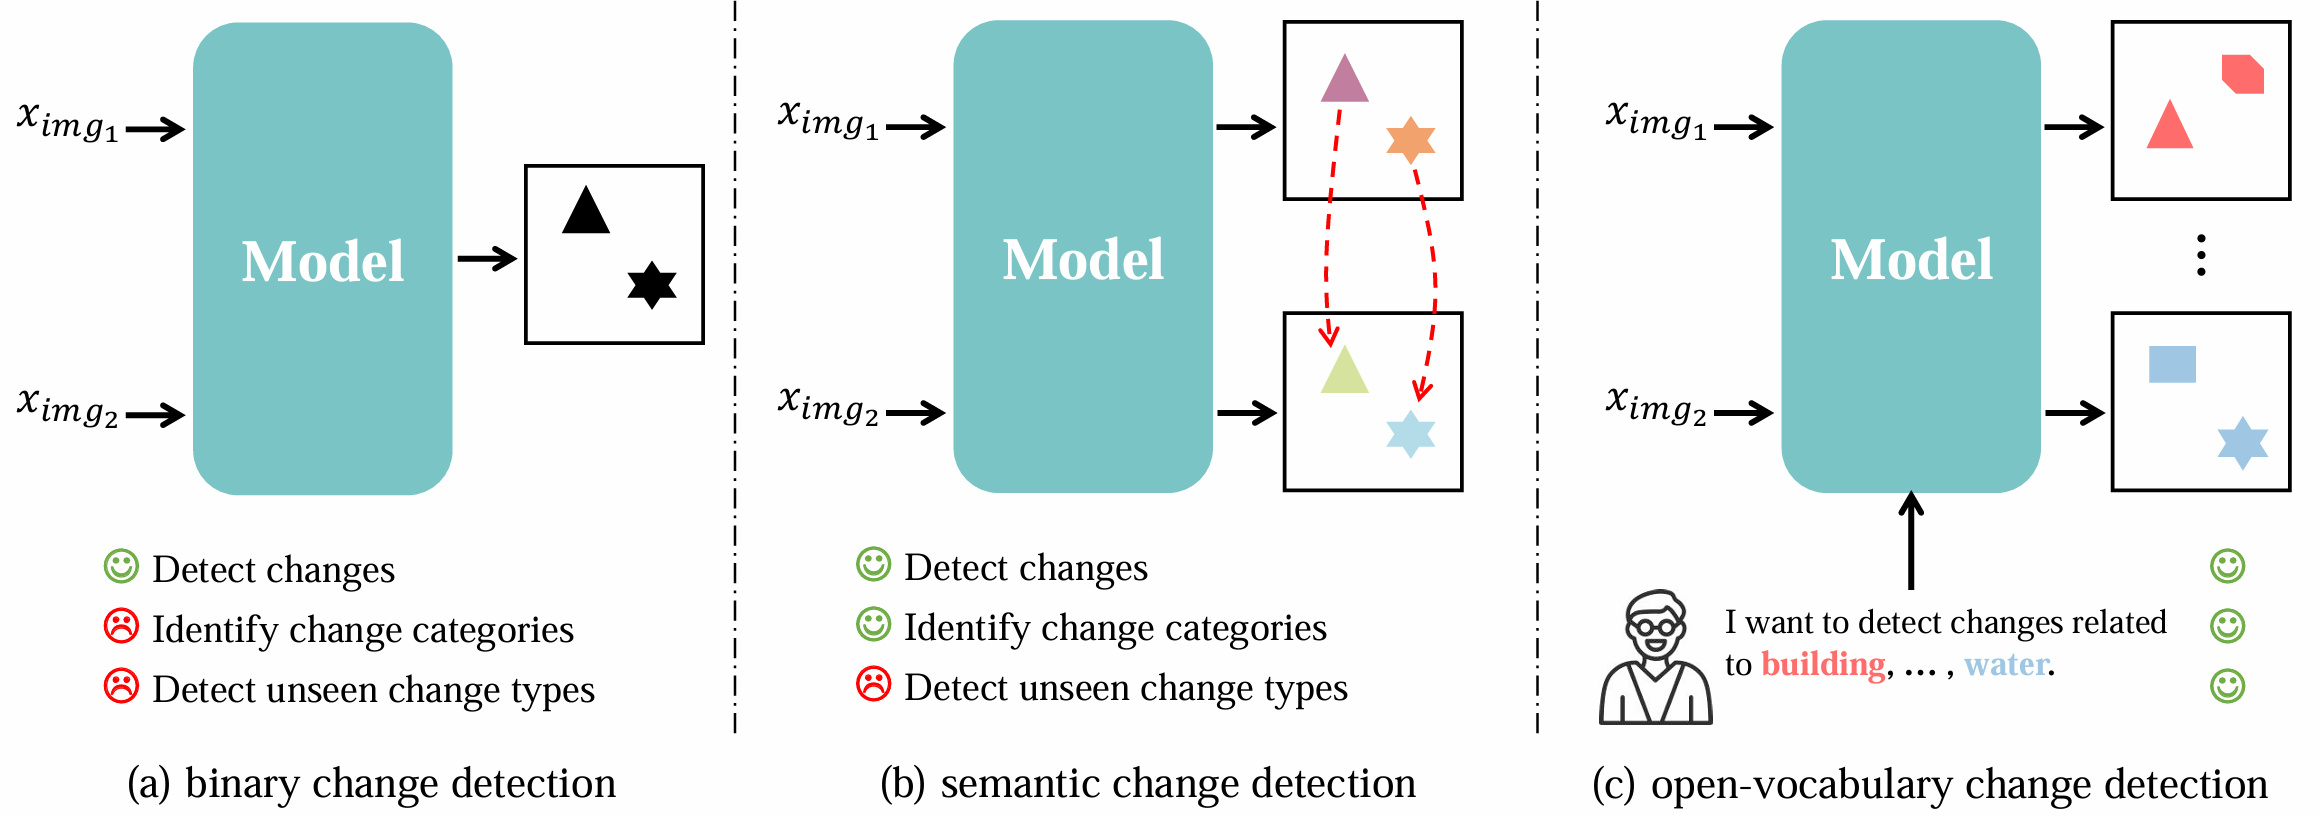 x_{img_1}
x_{img_2}
Model
Detect changes
Identify change categories
Detect unseen change types
(a) binary change detection
x_{img_1}
x_{img_2}
Model
Detect changes
Identify change categories
Detect unseen change types
(b) semantic change detection
x_{img_1}
x_{img_2}
Model
⋮
I want to detect changes related
to building, … , water.
(c) open-vocabulary change detection